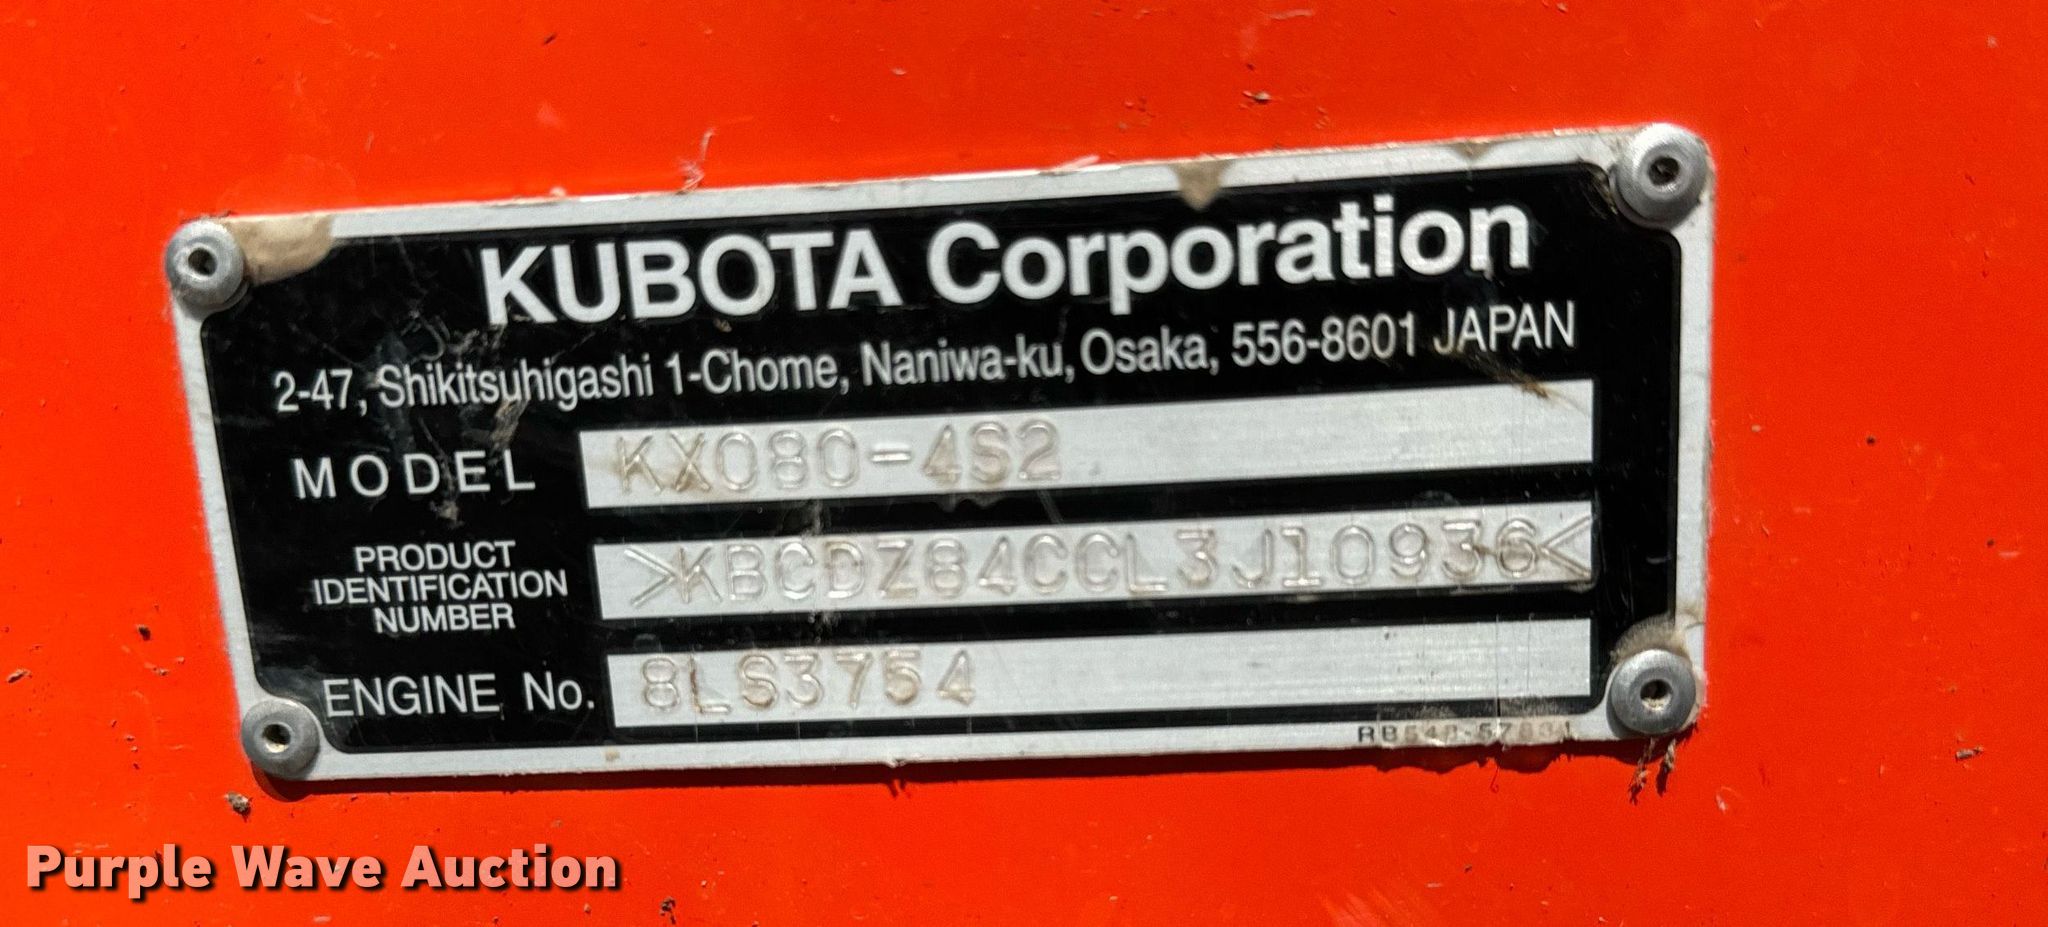 KUBOTA Corporation
2-47, Shikitsuhigashi 1-Chome, Naniwa-ku, Osaka, 556-8601 JAPAN
MODEL KX080-4S2
PRODUCT
IDENTIFICATION
NUMBER
>KBCDZ84CCL3J10936<
ENGINE No. 8LS3754
Purple Wave Auction